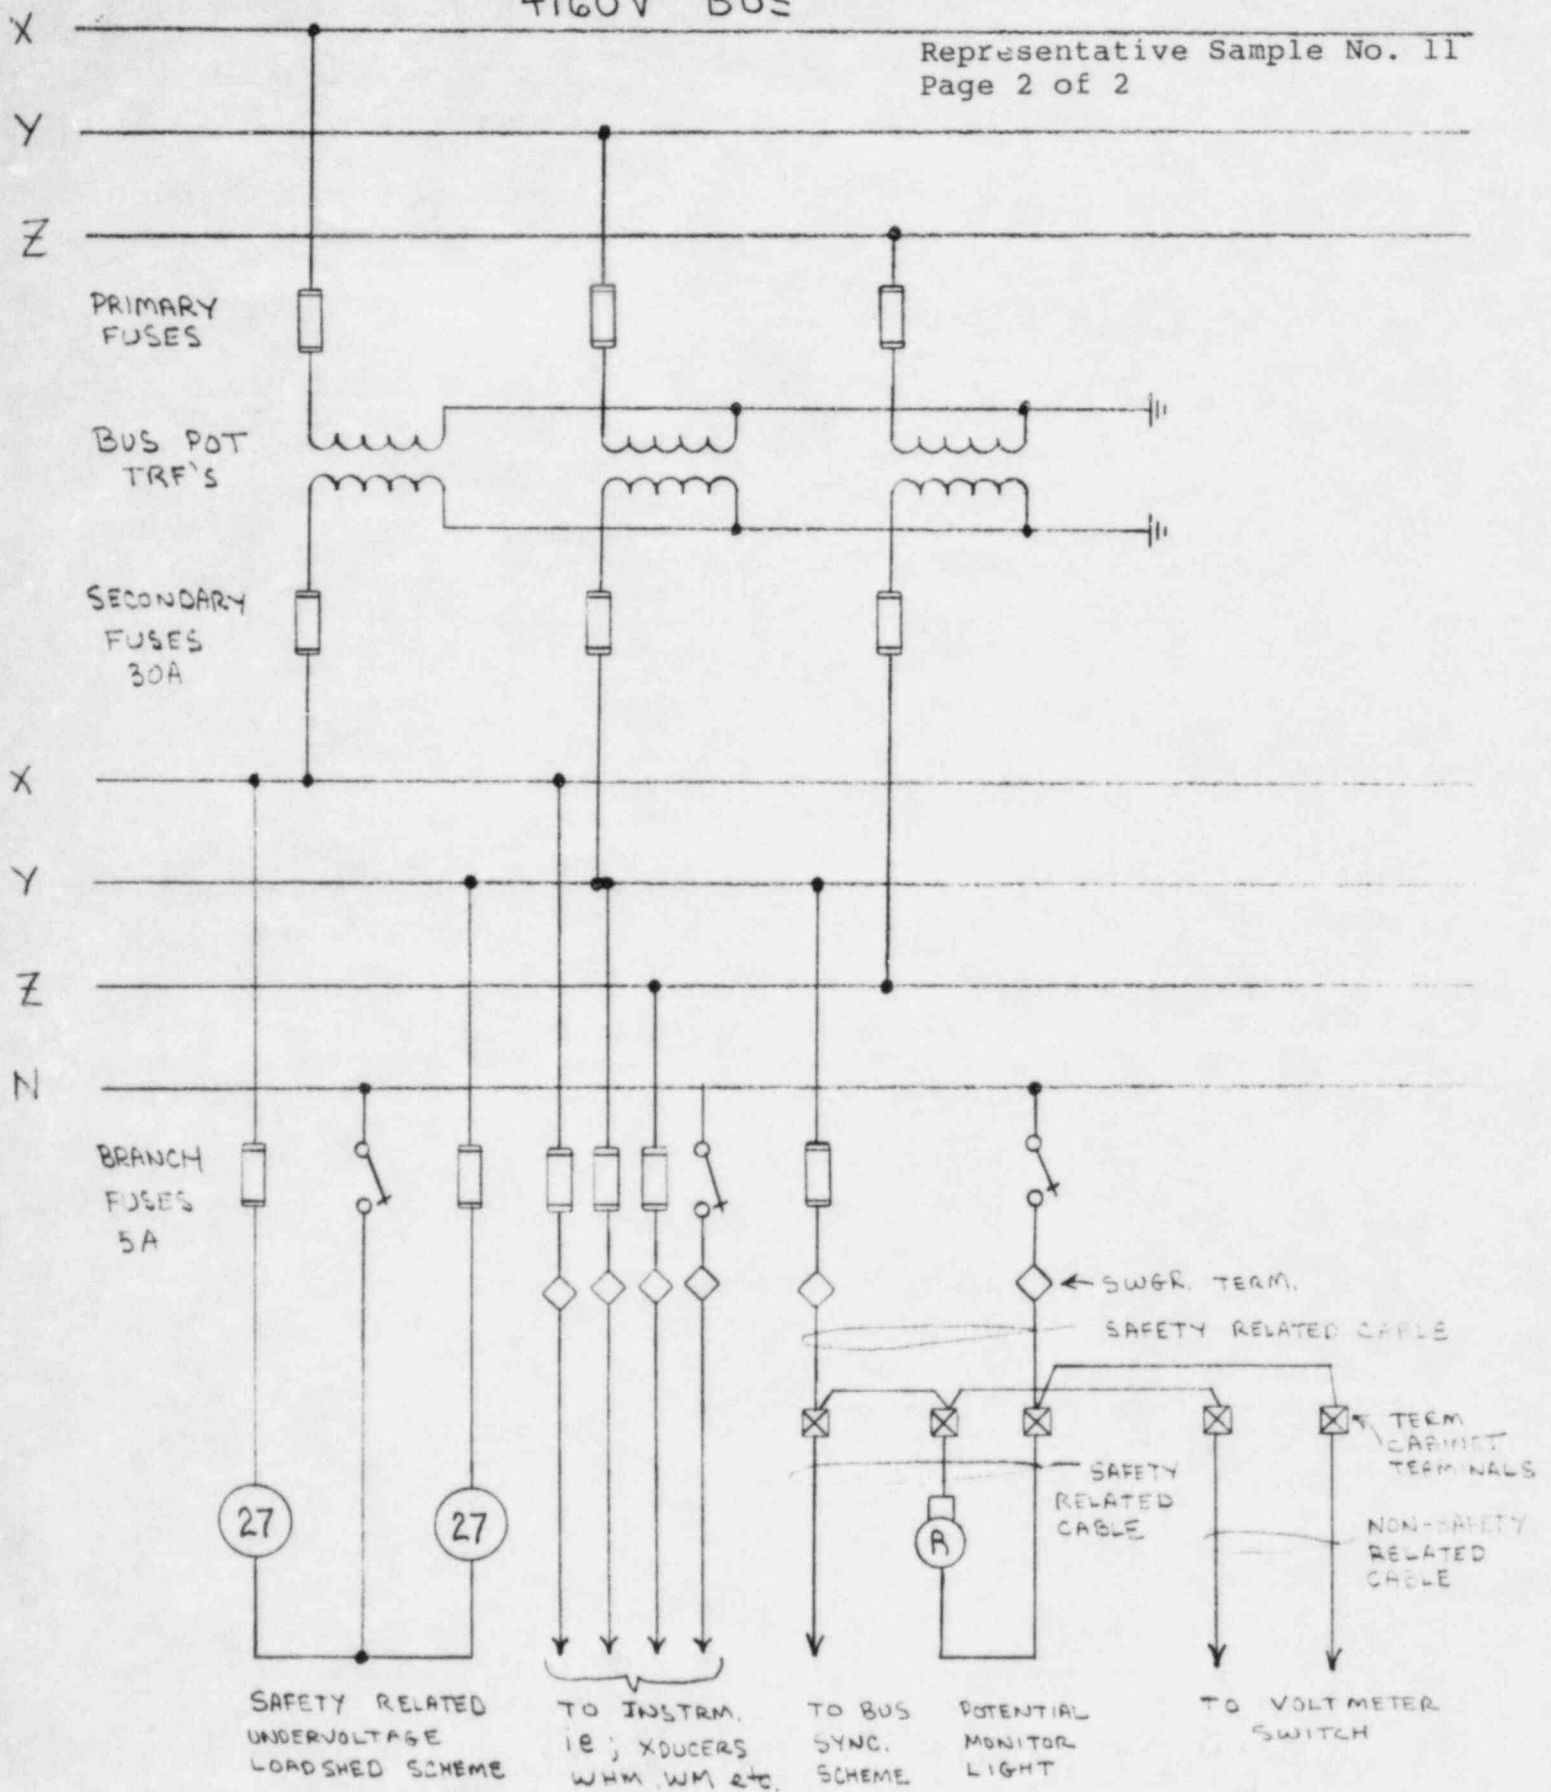 4160V BUS
Representative Sample No. 11
Page 2 of 2
X
Y
Z
PRIMARY
FUSES
BUS POT
TRF'S
SECONDARY
FUSES
30A
X
Y
Z
N
BRANCH
FUSES
5A
SWGR. TERM.
SAFETY RELATED CABLE
TERM
CABINET
TERMINALS
SAFETY
RELATED
CABLE
NON-SAFETY
RELATED
CABLE
27
27
R
SAFETY RELATED
UNDERVOLTAGE
LOADSHED SCHEME
TO INSTRM.
ie; XDUCERS
WHM, WM etc.
TO BUS
SYNC.
SCHEME
POTENTIAL
MONITOR
LIGHT
TO VOLTMETER
SWITCH